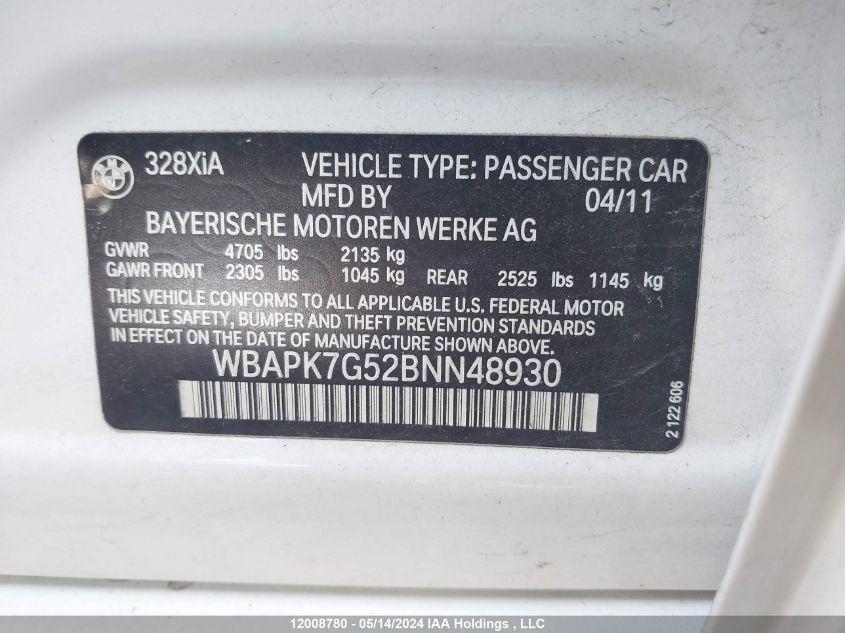 BMW
328XiA VEHICLE TYPE: PASSENGER CAR
MFD BY 04/11
BAYERISCHE MOTOREN WERKE AG
GVWR 4705 lbs 2135 kg
GAWR FRONT 2305 lbs 1045 kg REAR 2525 lbs 1145 kg
THIS VEHICLE CONFORMS TO ALL APPLICABLE U.S. FEDERAL MOTOR
VEHICLE SAFETY, BUMPER AND THEFT PREVENTION STANDARDS
IN EFFECT ON THE DATE OF MANUFACTURE SHOWN ABOVE.
WBAPK7G52BNN48930
2 122 606
12008780 - 05/14/2024 IAA Holdings , LLC